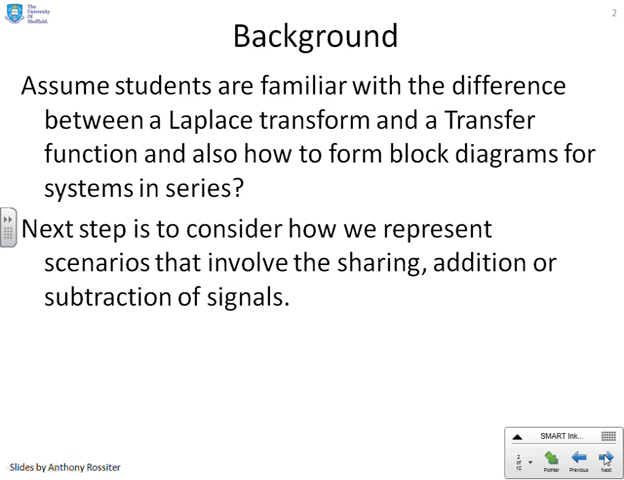 The
University
Of
Sheffield.
2
Background
Assume students are familiar with the difference
between a Laplace transform and a Transfer
function and also how to form block diagrams for
systems in series?
Next step is to consider how we represent
scenarios that involve the sharing, addition or
subtraction of signals.
SMART Ink...
2
of
10
Pointer
Previous
Next
Slides by Anthony Rossiter